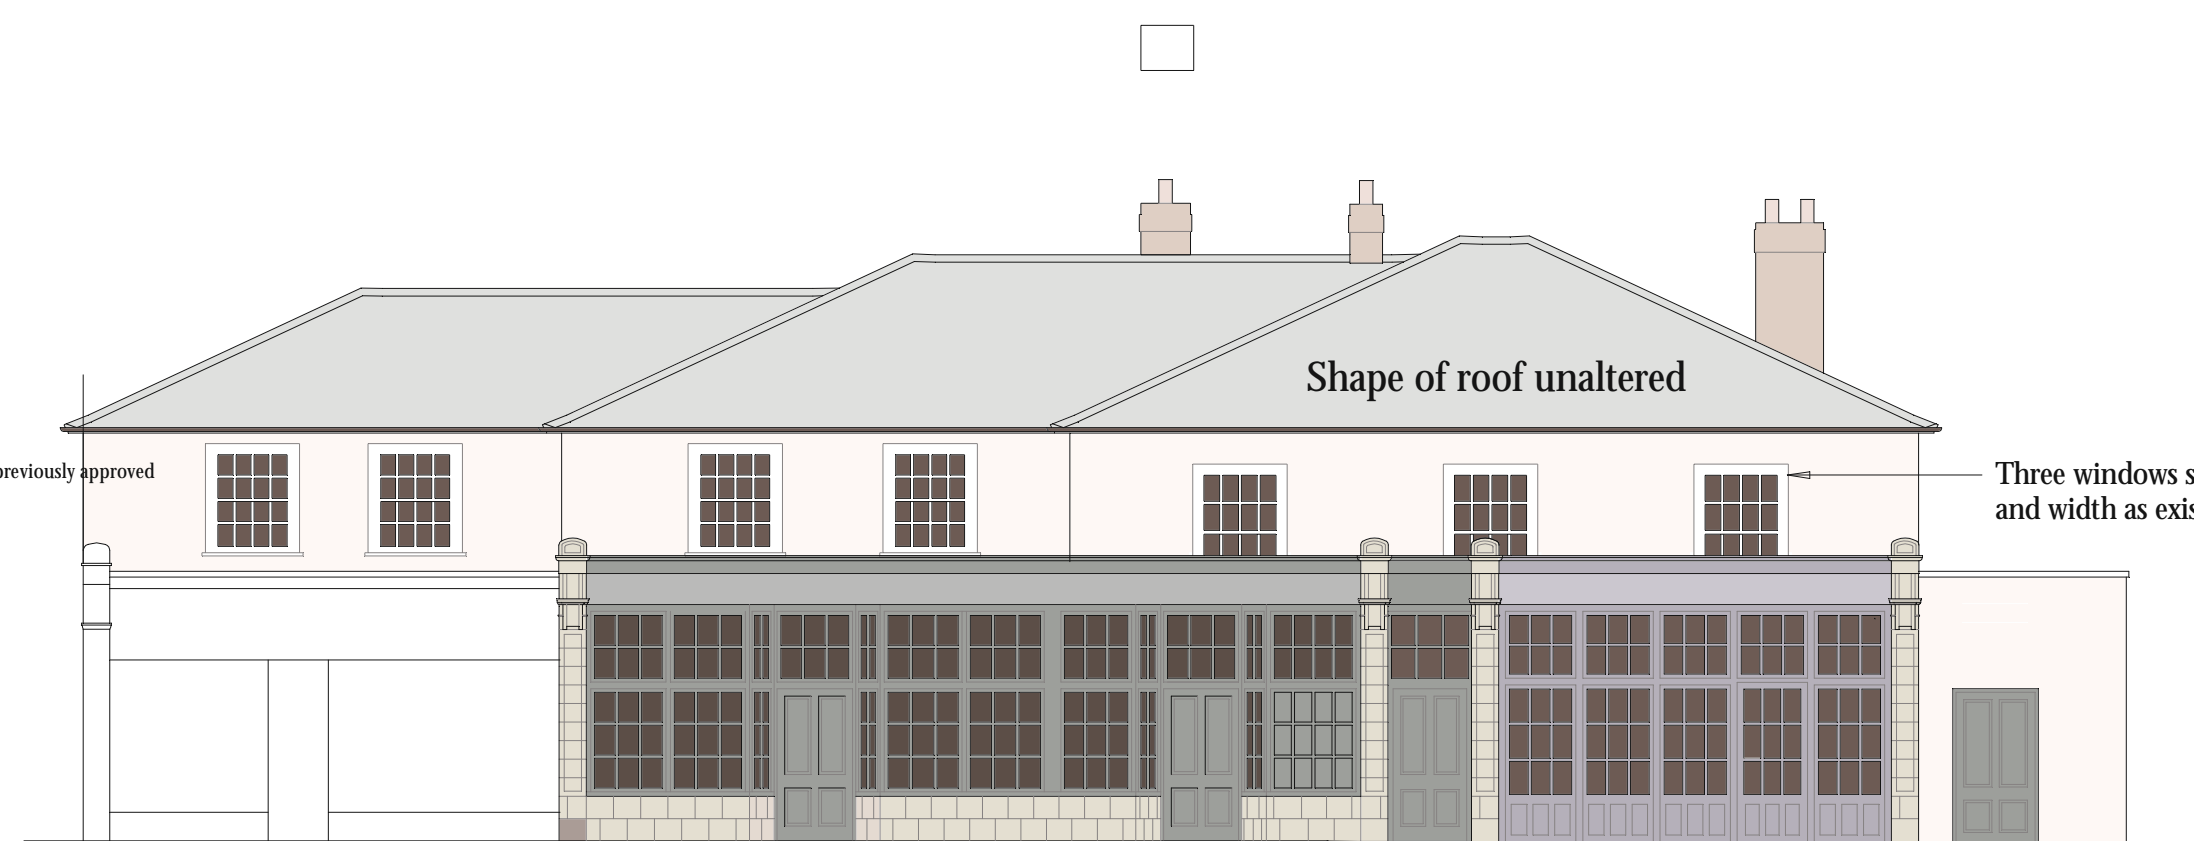 Shape of roof unaltered
previously approved
Three windows s
and width as exis